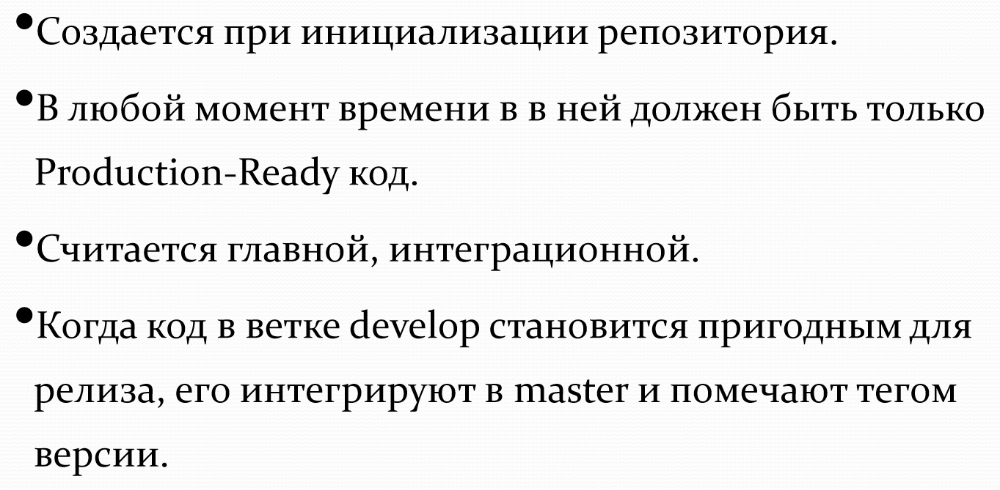 •Создается при инициализации репозитория.
•В любой момент времени в в ней должен быть только
Production-Ready код.
•Считается главной, интеграционной.
•Когда код в ветке develop становится пригодным для
релиза, его интегрируют в master и помечают тегом
версии.